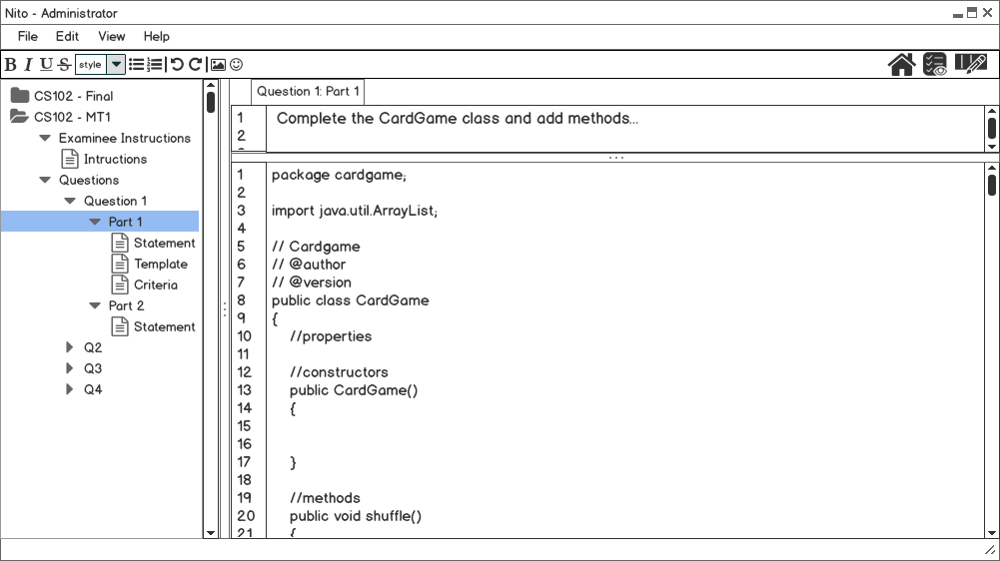 Nito - Administrator
File Edit View Help
B I U S style
CS102 - Final
CS102 - MT1
Examinee Instructions
Intructions
Questions
Question 1
Part 1
Statement
Template
Criteria
Part 2
Statement
Q2
Q3
Q4
Question 1: Part 1
1 Complete the CardGame class and add methods...
2
1 package cardgame;
2
3 import java.util.ArrayList;
4
5 // Cardgame
6 // @author
7 // @version
8 public class CardGame
9 {
10 //properties
11
12 //constructors
13 public CardGame()
14 {
15
16
17 }
18
19 //methods
20 public void shuffle()
21 {